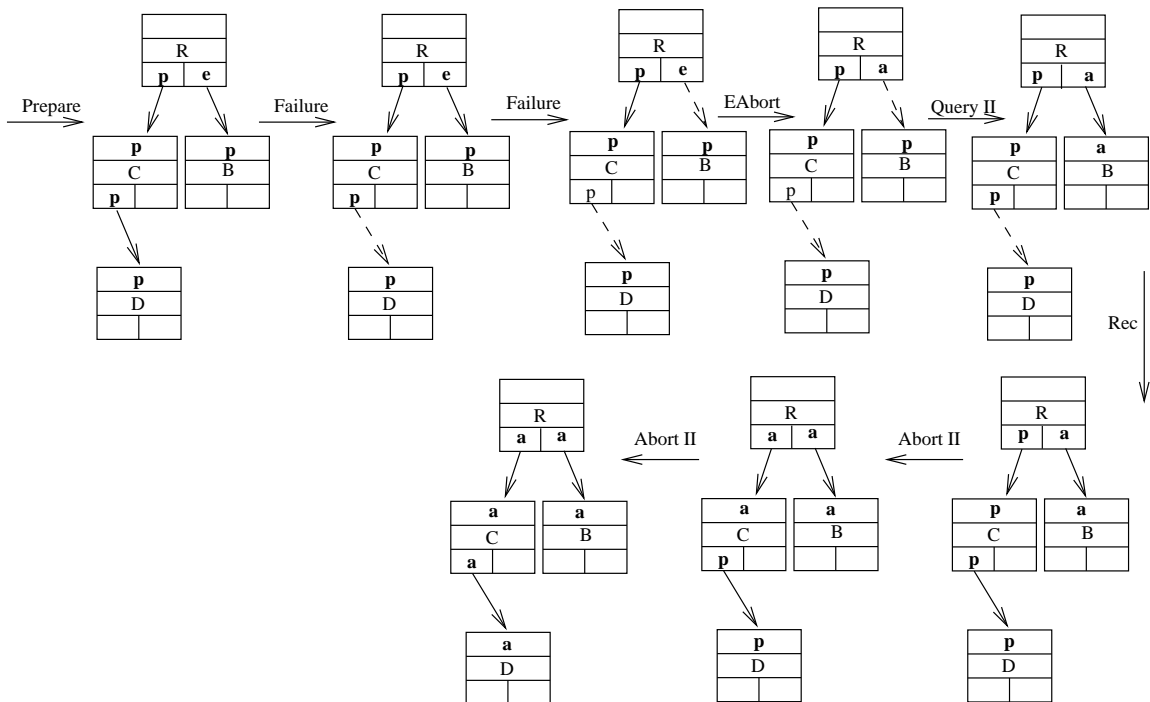 R R R R R
p e p e p e p a p a
Prepare Failure Failure EAbort Query II
p p p p p p p p p a
C B C B C B C B C B
p p p p p
p p p p p
D D D D D
Rec
R R R
a a a a p a
Abort II Abort II
a a a a p a
C B C B C B
a p p
a p p
D D D